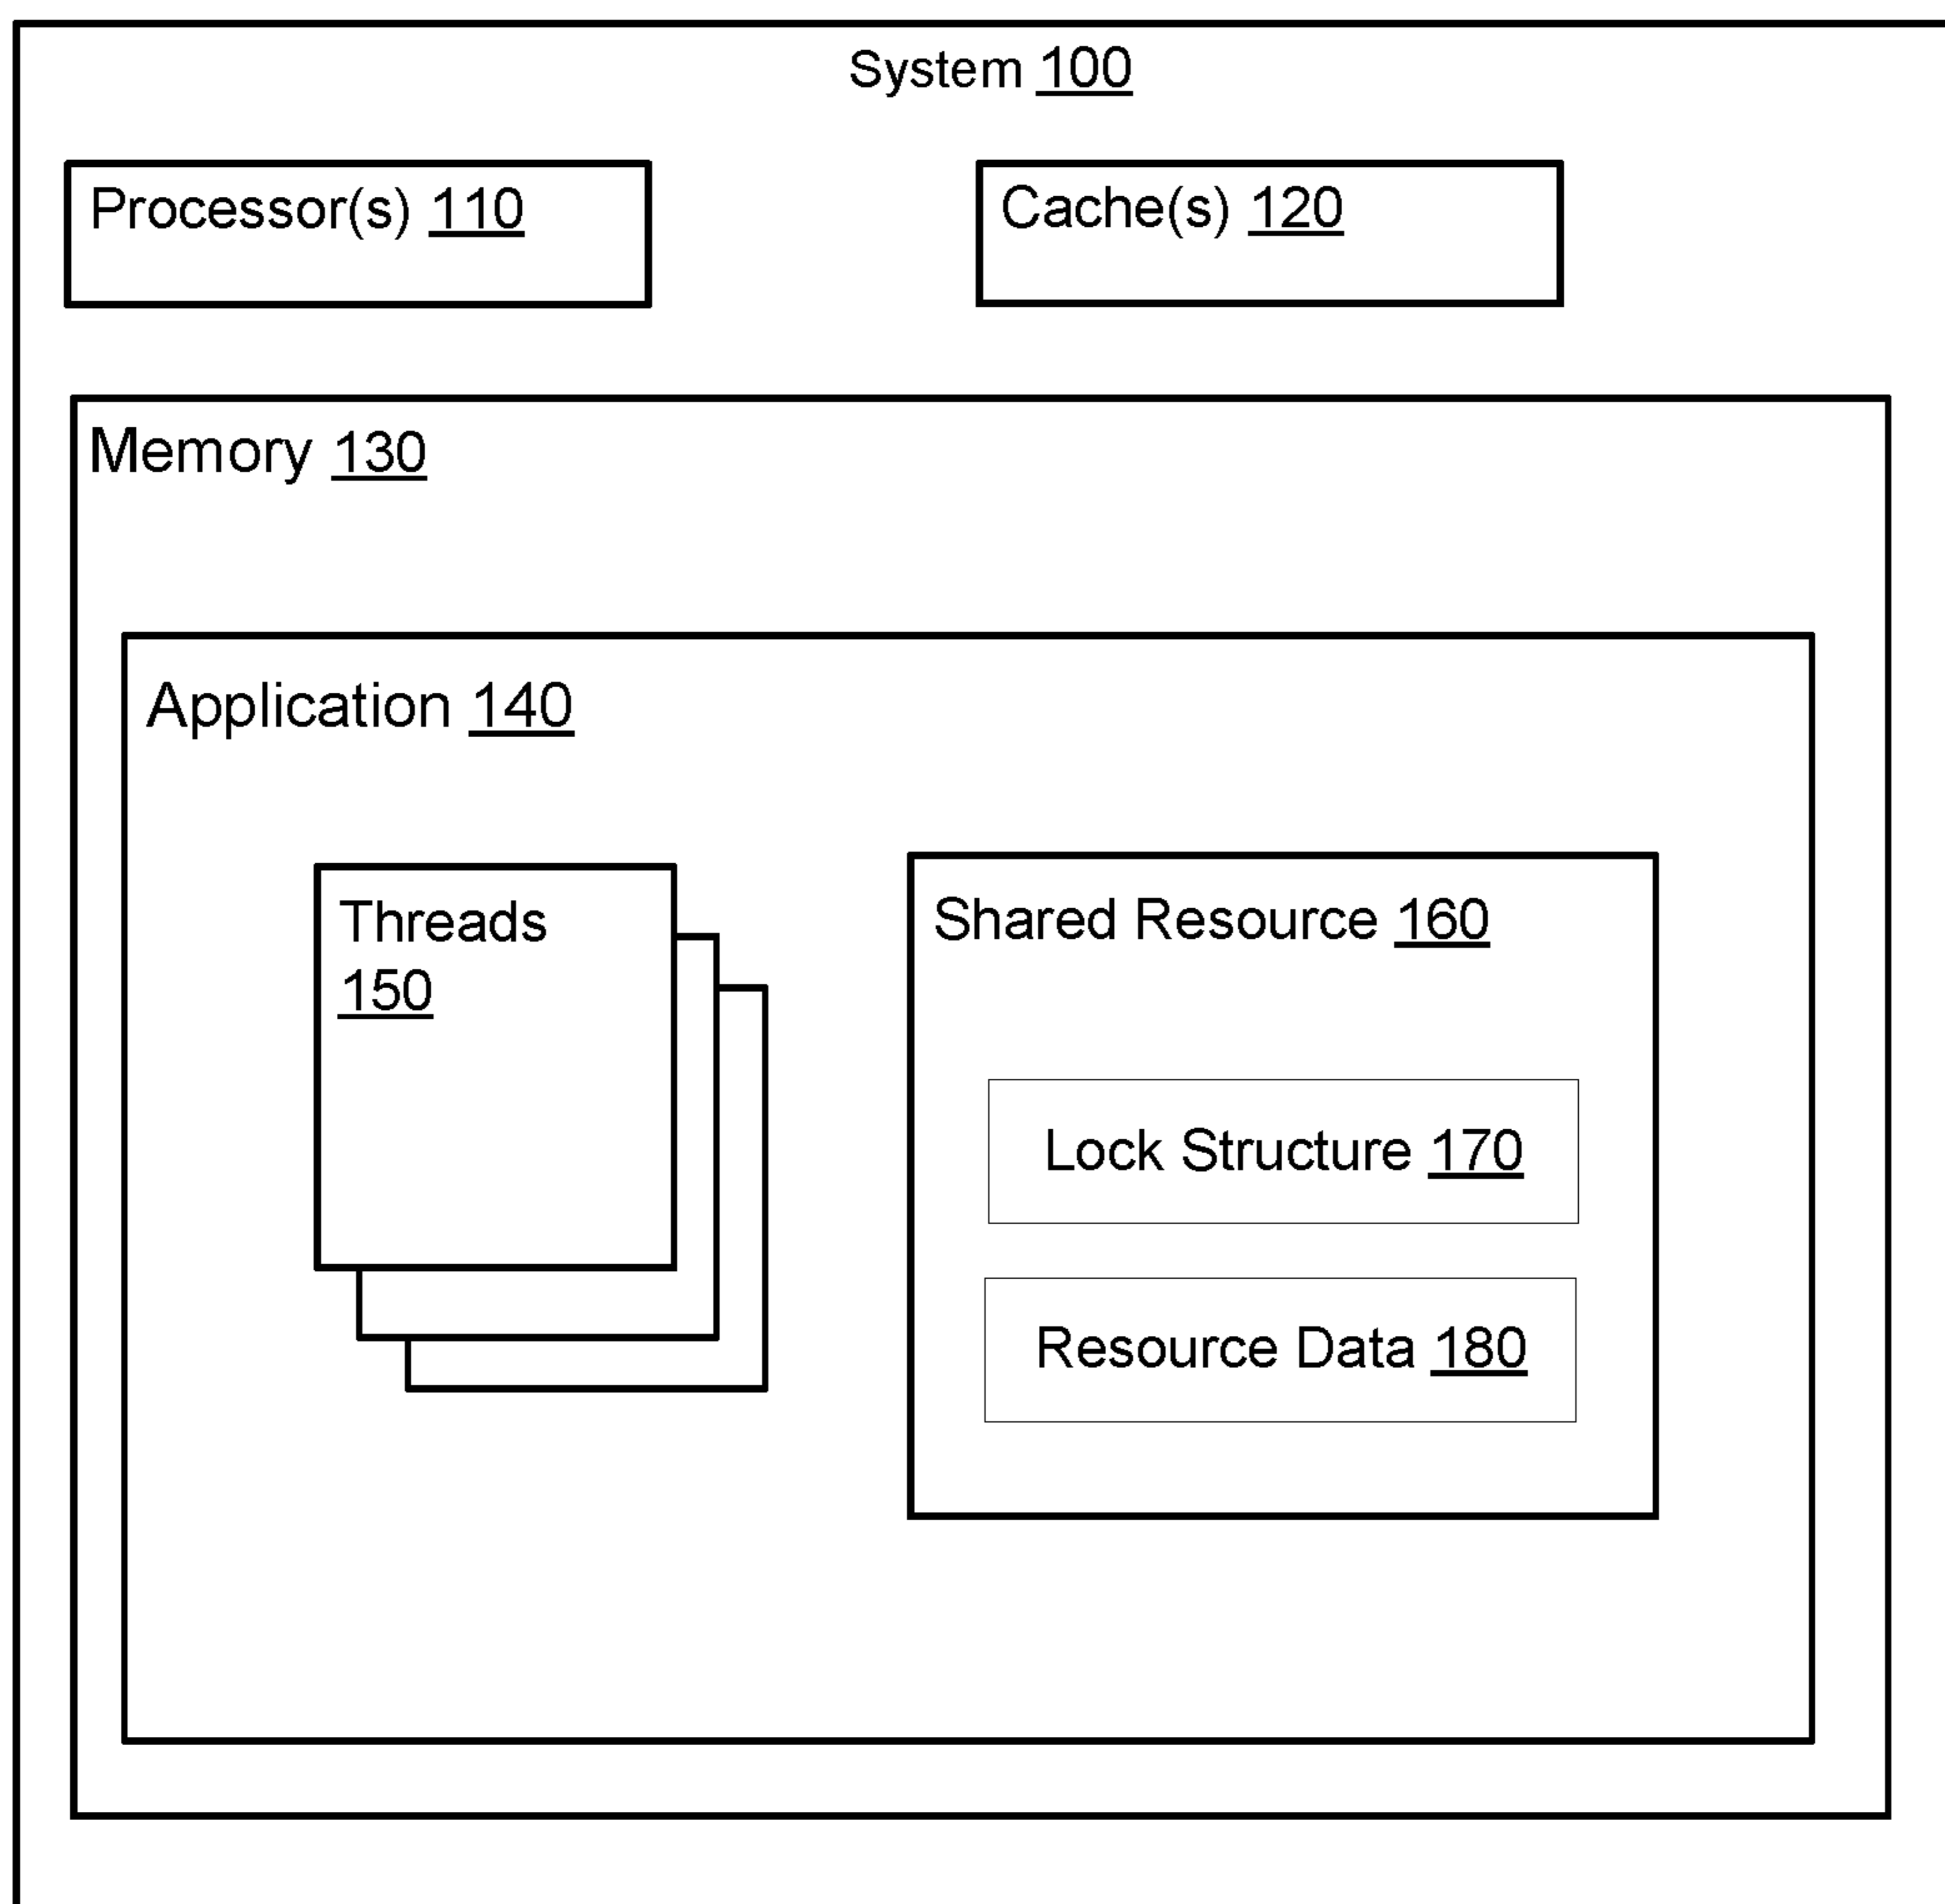 System 100
Processor(s) 110
Cache(s) 120
Memory 130
Application 140
Threads
150
Shared Resource 160
Lock Structure 170
Resource Data 180